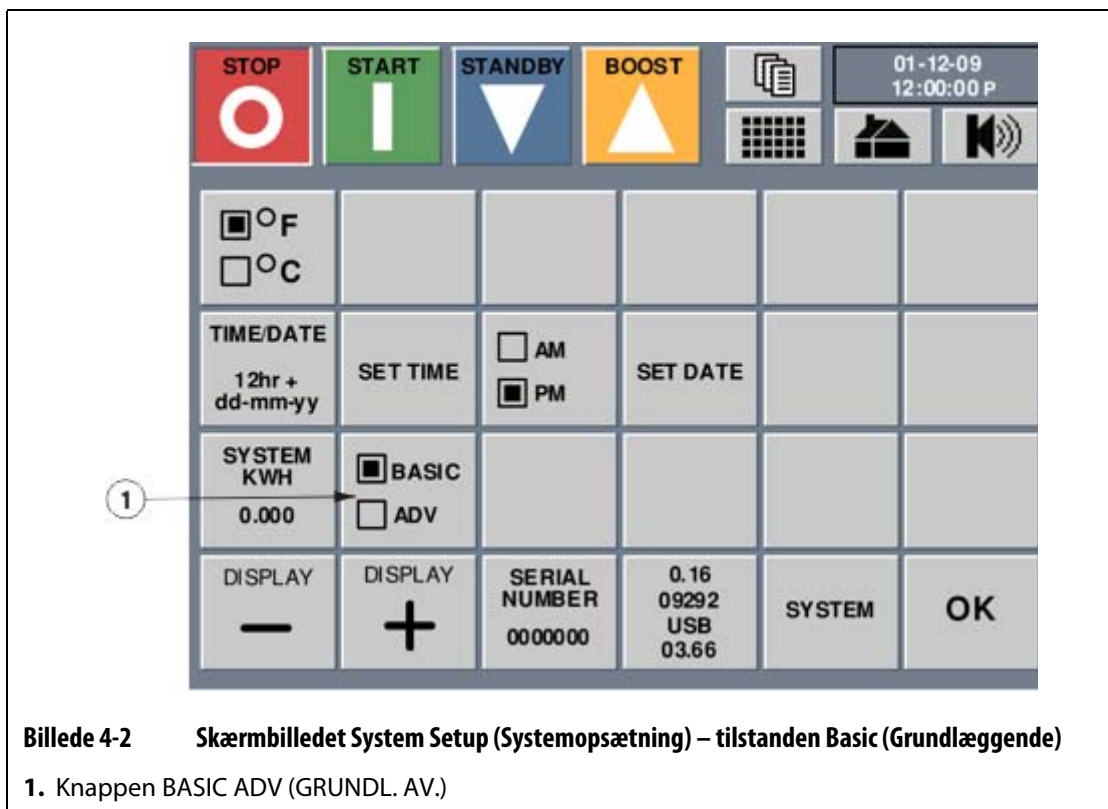 STOP START STANDBY BOOST
01-12-09
12:00:00 P
°F
°C
TIME/DATE
12hr +
dd-mm-yy
SET TIME
AM
PM
SET DATE
SYSTEM
KWH
0.000
BASIC
ADV
1
DISPLAY
−
DISPLAY
+
SERIAL
NUMBER
0000000
0.16
09292
USB
03.66
SYSTEM
OK
Billede 4-2 Skærmbilledet System Setup (Systemopsætning) – tilstanden Basic (Grundlæggende)
1. Knappen BASIC ADV (GRUNDL. AV.)